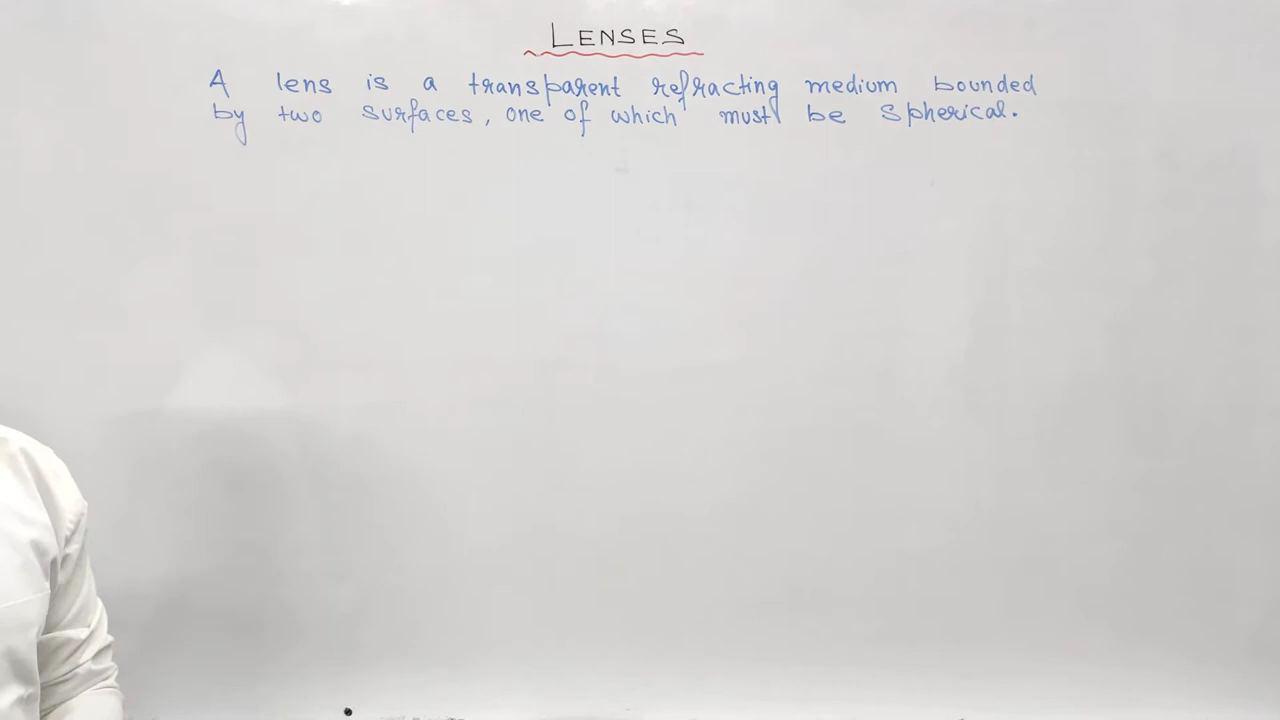 LENSES
A lens is a transparent refracting medium bounded
by two surfaces, one of which must be spherical.